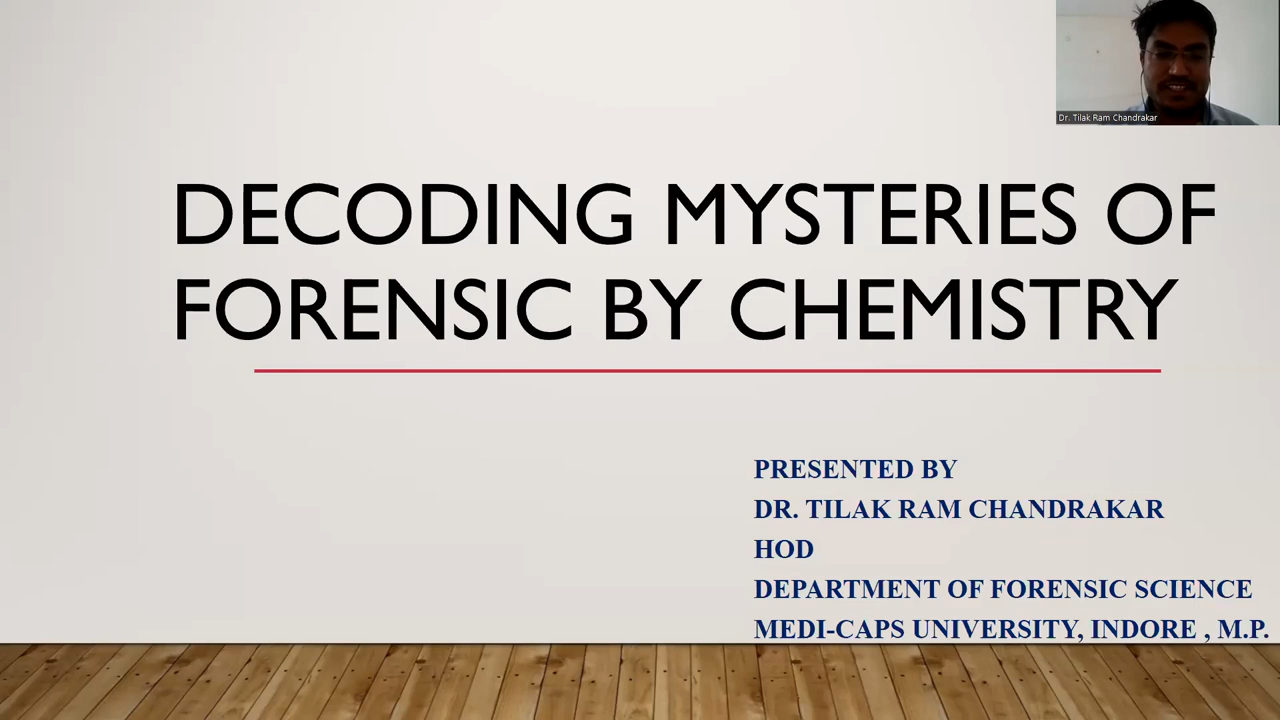 Dr. Tilak Ram Chandrakar
DECODING MYSTERIES OF
FORENSIC BY CHEMISTRY
PRESENTED BY
DR. TILAK RAM CHANDRAKAR
HOD
DEPARTMENT OF FORENSIC SCIENCE
MEDI-CAPS UNIVERSITY, INDORE , M.P.